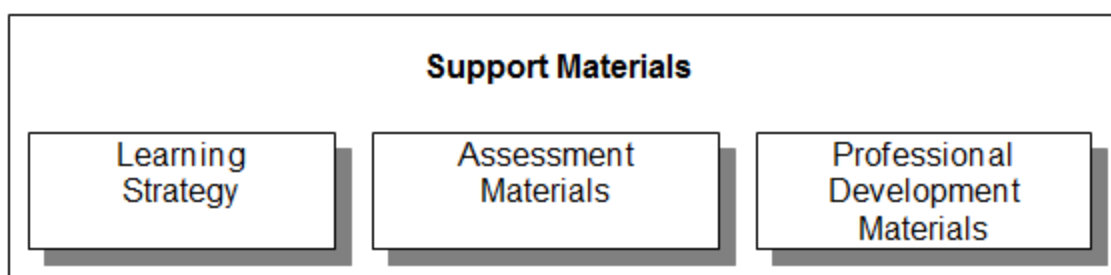 Support Materials
Learning
Strategy
Assessment
Materials
Professional
Development
Materials